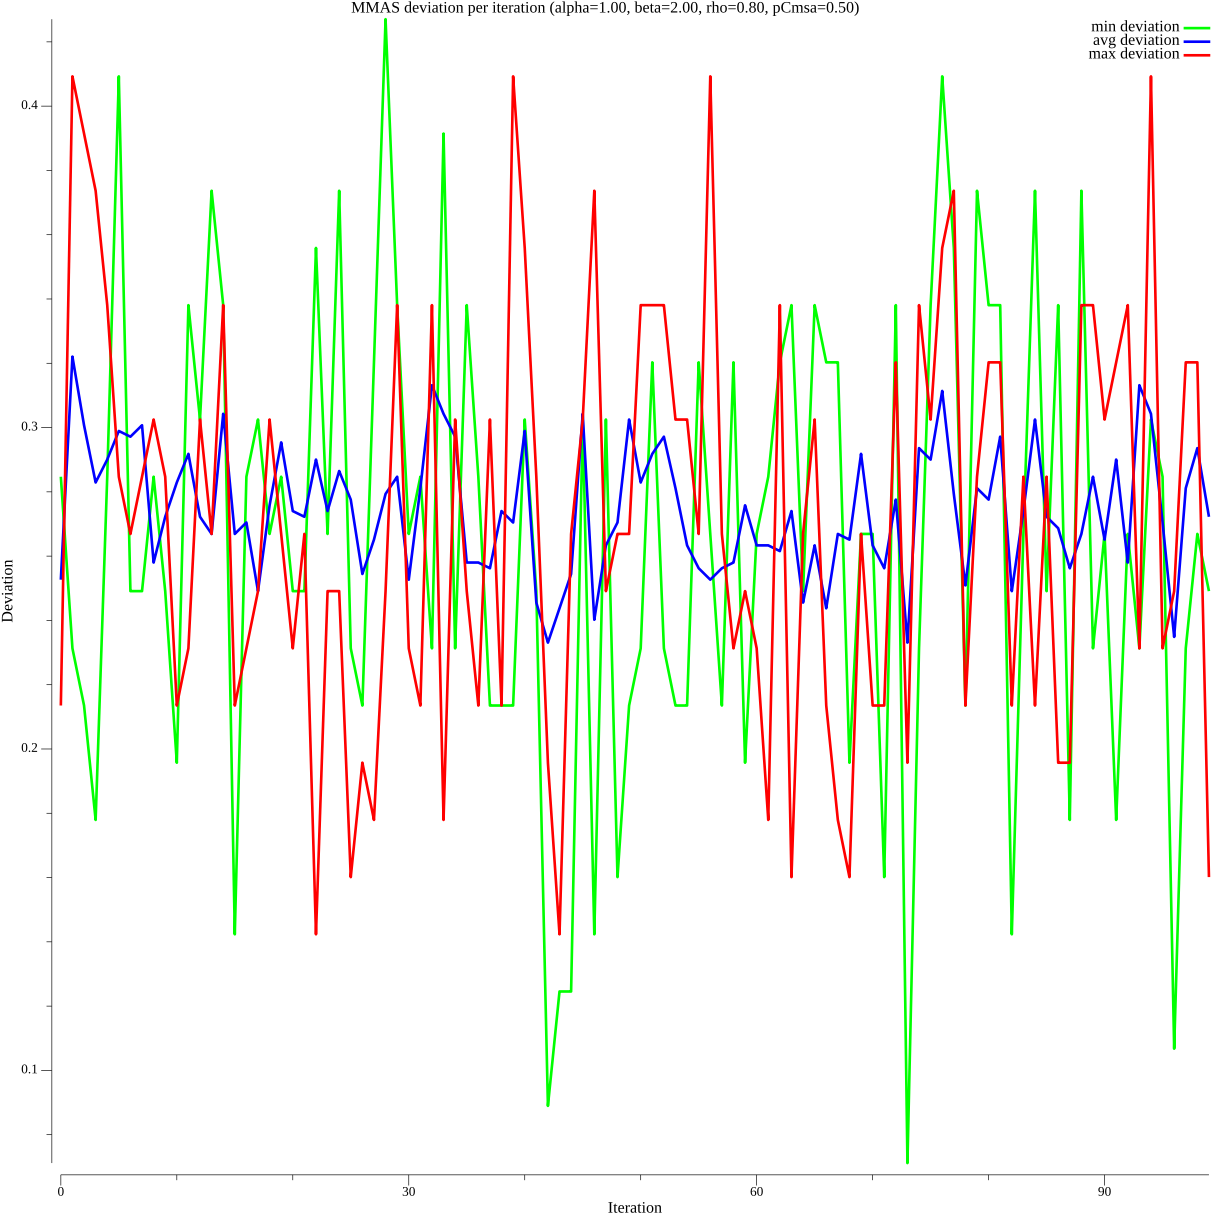 MMAS deviation per iteration (alpha=1.00, beta=2.00, rho=0.80, pCmsa=0.50)
min deviation
avg deviation
max deviation
0.4
0.3
0.2
0.1
Deviation
0
30
60
90
Iteration